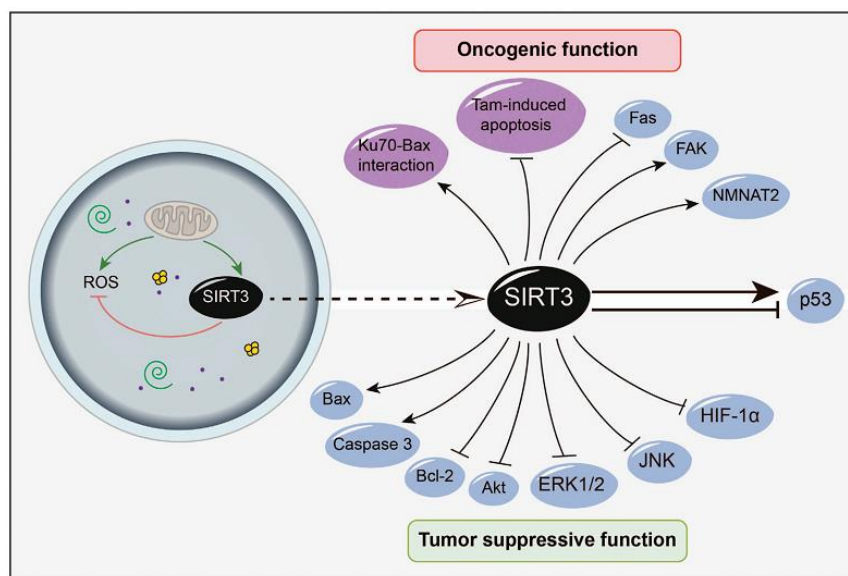 Oncogenic function
Tam-induced
apoptosis
Fas
Ku70-Bax
interaction
FAK
NMNAT2
ROS
SIRT3
SIRT3
p53
Bax
Caspase 3
Bcl-2
Akt
ERK1/2
JNK
HIF-1α
Tumor suppressive function